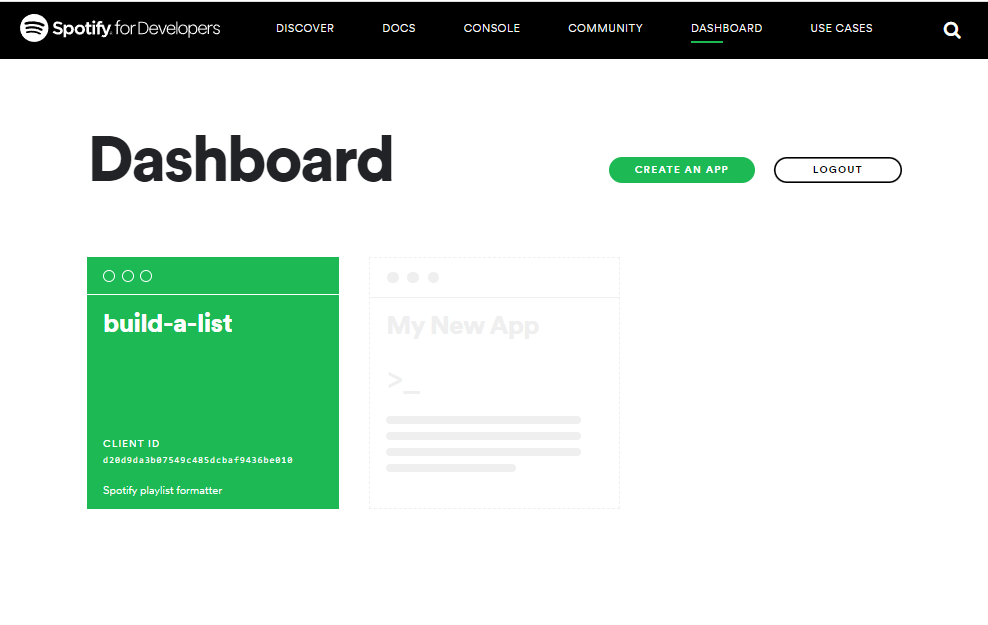 Spotify for Developers
DISCOVER
DOCS
CONSOLE
COMMUNITY
DASHBOARD
USE CASES
Dashboard
CREATE AN APP
LOGOUT
build-a-list
CLIENT ID
d20d9da3b07549c485dcbaf9436be010
Spotify playlist formatter
My New App
>_